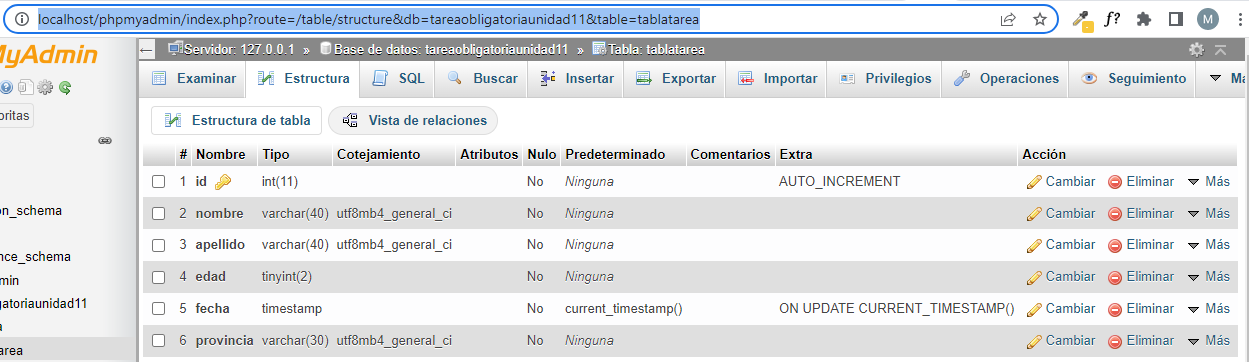 localhost/phpmyadmin/index.php?route=/table/structure&db=tareaobligatoriaunidad11&table=tablatarea
M
MyAdmin
Servidor: 127.0.0.1 » Base de datos: tareaobligatoriaunidad11 » Tabla: tablatarea
Examinar Estructura SQL Buscar Insertar Exportar Importar Privilegios Operaciones Seguimiento Má
oritas
Estructura de tabla Vista de relaciones
# Nombre Tipo Cotejamiento Atributos Nulo Predeterminado Comentarios Extra Acción
1 id int(11) No Ninguna AUTO_INCREMENT Cambiar Eliminar Más
2 nombre varchar(40) utf8mb4_general_ci No Ninguna Cambiar Eliminar Más
3 apellido varchar(40) utf8mb4_general_ci No Ninguna Cambiar Eliminar Más
4 edad tinyint(2) No Ninguna Cambiar Eliminar Más
5 fecha timestamp No current_timestamp() ON UPDATE CURRENT_TIMESTAMP() Cambiar Eliminar Más
6 provincia varchar(30) utf8mb4_general_ci No Ninguna Cambiar Eliminar Más
on_schema
nce_schema
min
gatoriaunidad11
a
area